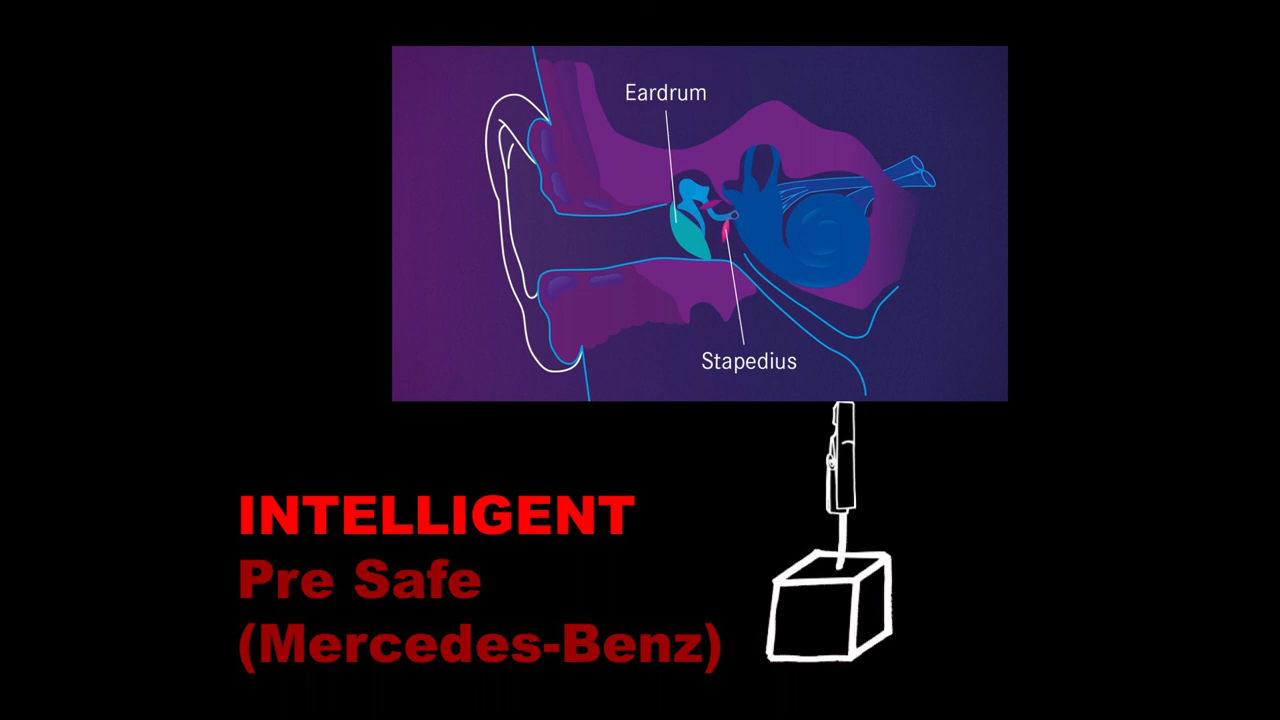 Eardrum
Stapedius
INTELLIGENT
Pre Safe
(Mercedes-Benz)